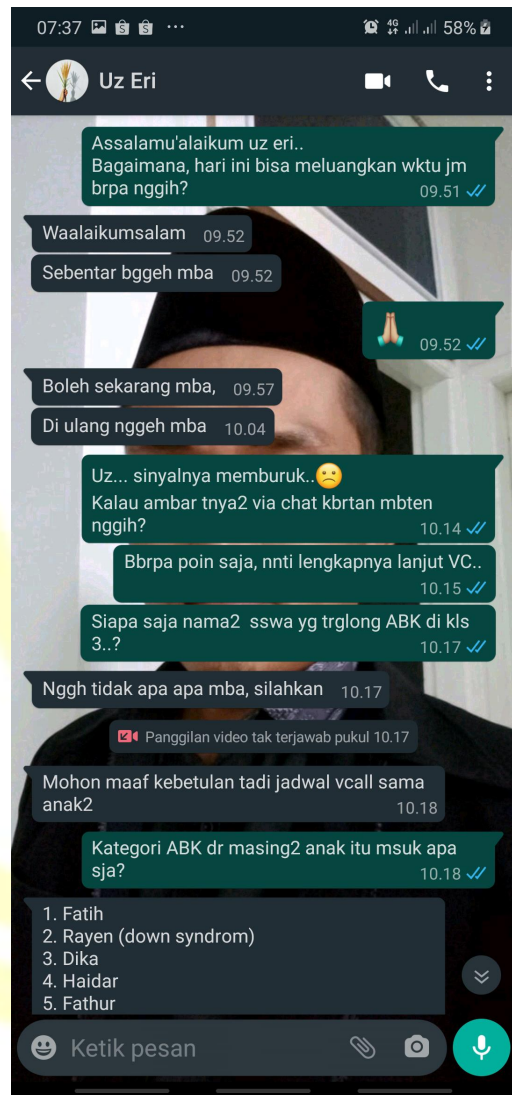 07:37
4G
58%
Uz Eri
Assalamu'alaikum uz eri..
Bagaimana, hari ini bisa meluangkan wktu jm
brpa nggih?
09.51
Waalaikumsalam 09.52
Sebentar bggeh mba 09.52
09.52
Boleh sekarang mba, 09.57
Di ulang nggeh mba 10.04
Uz... sinyalnya memburuk..
Kalau ambar tnya2 via chat kbrtan mbten
nggih?
10.14
Bbrpa poin saja, nnti lengkapnya lanjut VC..
10.15
Siapa saja nama2 sswa yg trglong ABK di kls
3..?
10.17
Nggh tidak apa apa mba, silahkan 10.17
Panggilan video tak terjawab pukul 10.17
Mohon maaf kebetulan tadi jadwal vcall sama
anak2
10.18
Kategori ABK dr masing2 anak itu msuk apa
sja?
10.18
1. Fatih
2. Rayen (down syndrom)
3. Dika
4. Haidar
5. Fathur
Ketik pesan